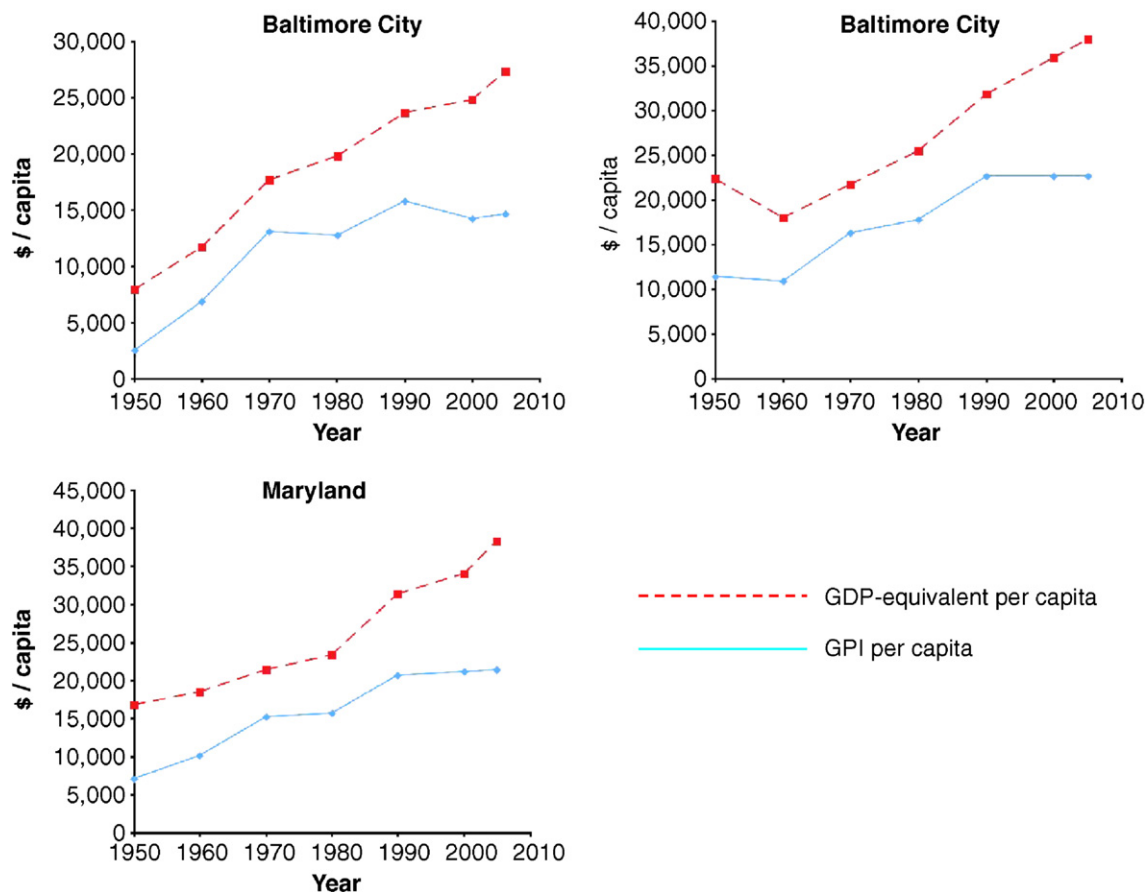 Baltimore City
30,000
25,000
20,000
15,000
10,000
5,000
0
$ / capita
1950 1960 1970 1980 1990 2000 2010
Year
Baltimore City
40,000
35,000
30,000
25,000
20,000
15,000
10,000
5,000
0
$ / capita
1950 1960 1970 1980 1990 2000 2010
Year
Maryland
45,000
40,000
35,000
30,000
25,000
20,000
15,000
10,000
5,000
0
$ / capita
1950 1960 1970 1980 1990 2000 2010
Year
GDP-equivalent per capita
GPI per capita